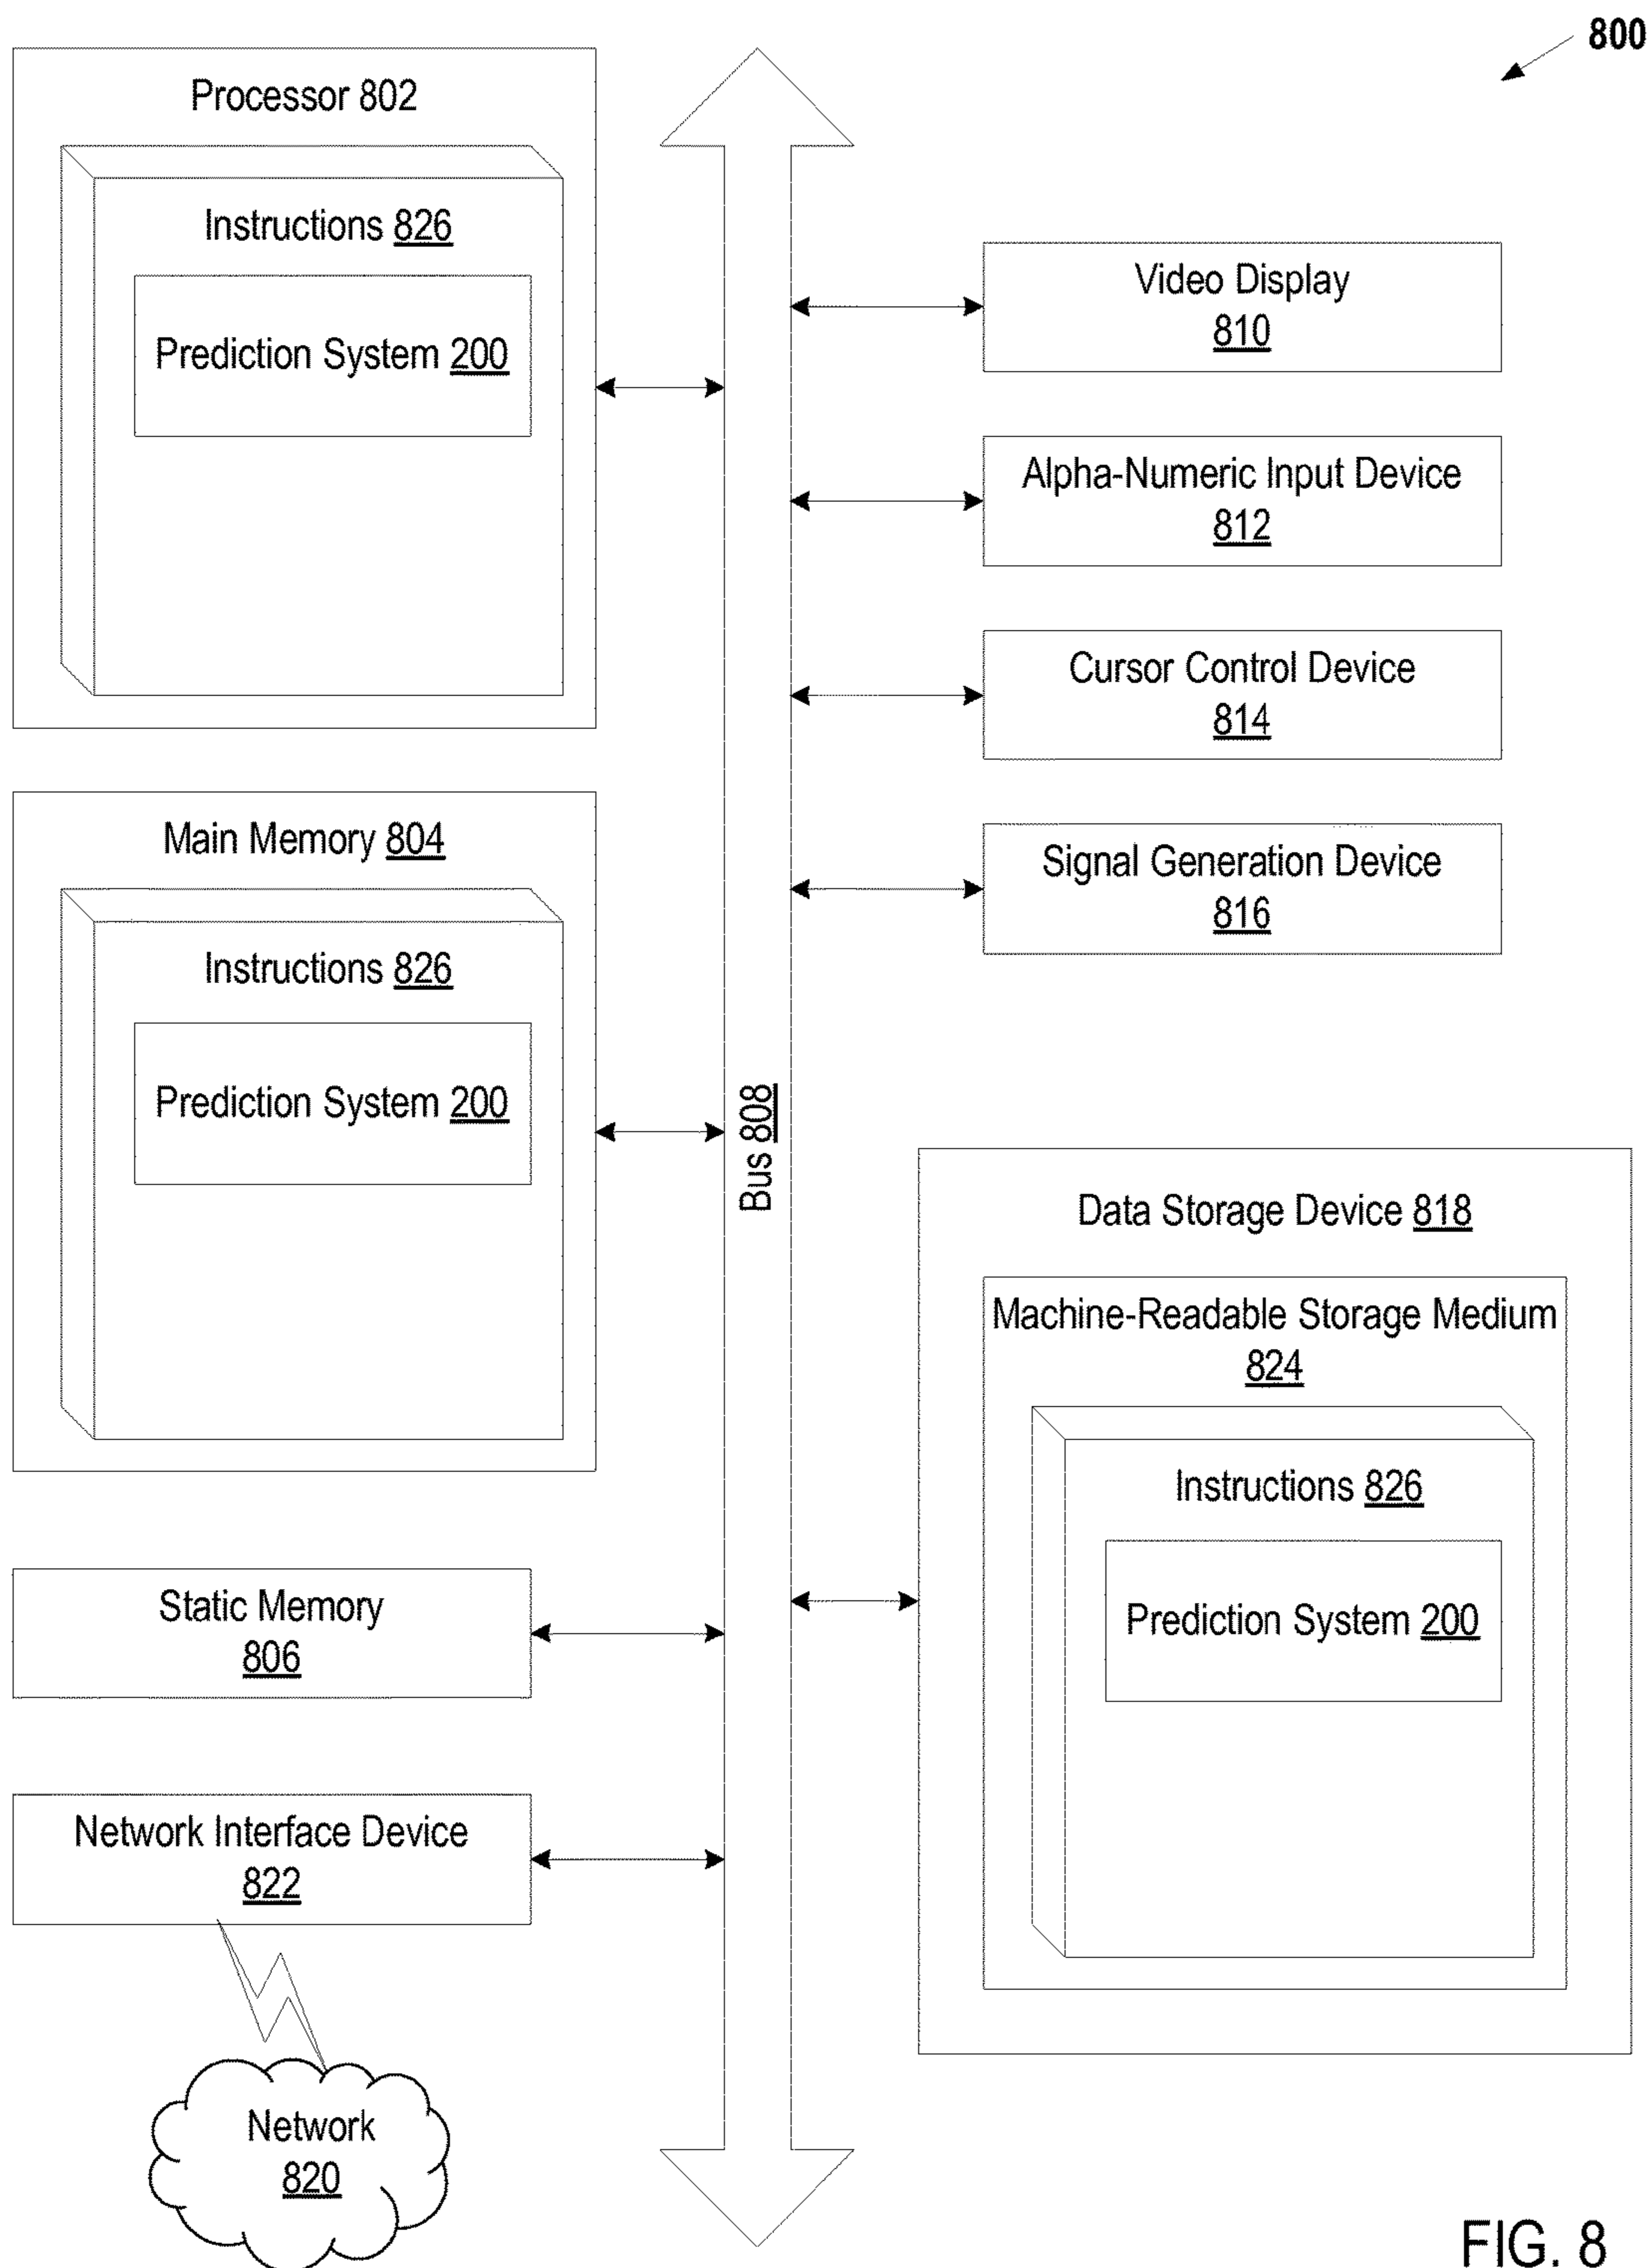 800
Processor 802
Instructions 826
Prediction System 200
Main Memory 804
Instructions 826
Prediction System 200
Static Memory
806
Network Interface Device
822
Network
820
Bus 808
Video Display
810
Alpha-Numeric Input Device
812
Cursor Control Device
814
Signal Generation Device
816
Data Storage Device 818
Machine-Readable Storage Medium
824
Instructions 826
Prediction System 200
FIG. 8